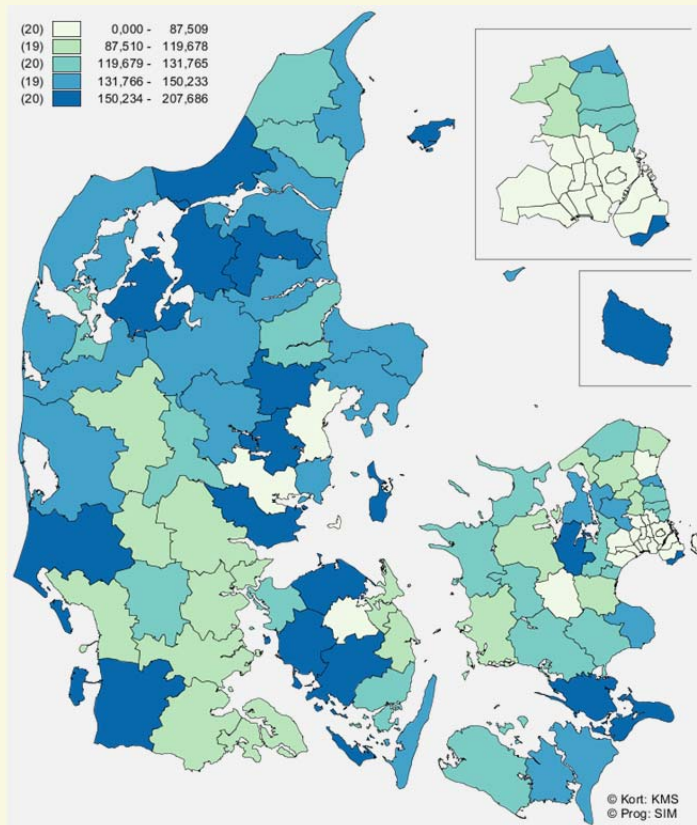 (20) 0,000 - 87,509
(19) 87,510 - 119,678
(20) 119,679 - 131,765
(19) 131,766 - 150,233
(20) 150,234 - 207,686
© Kort: KMS
© Prog: SIM